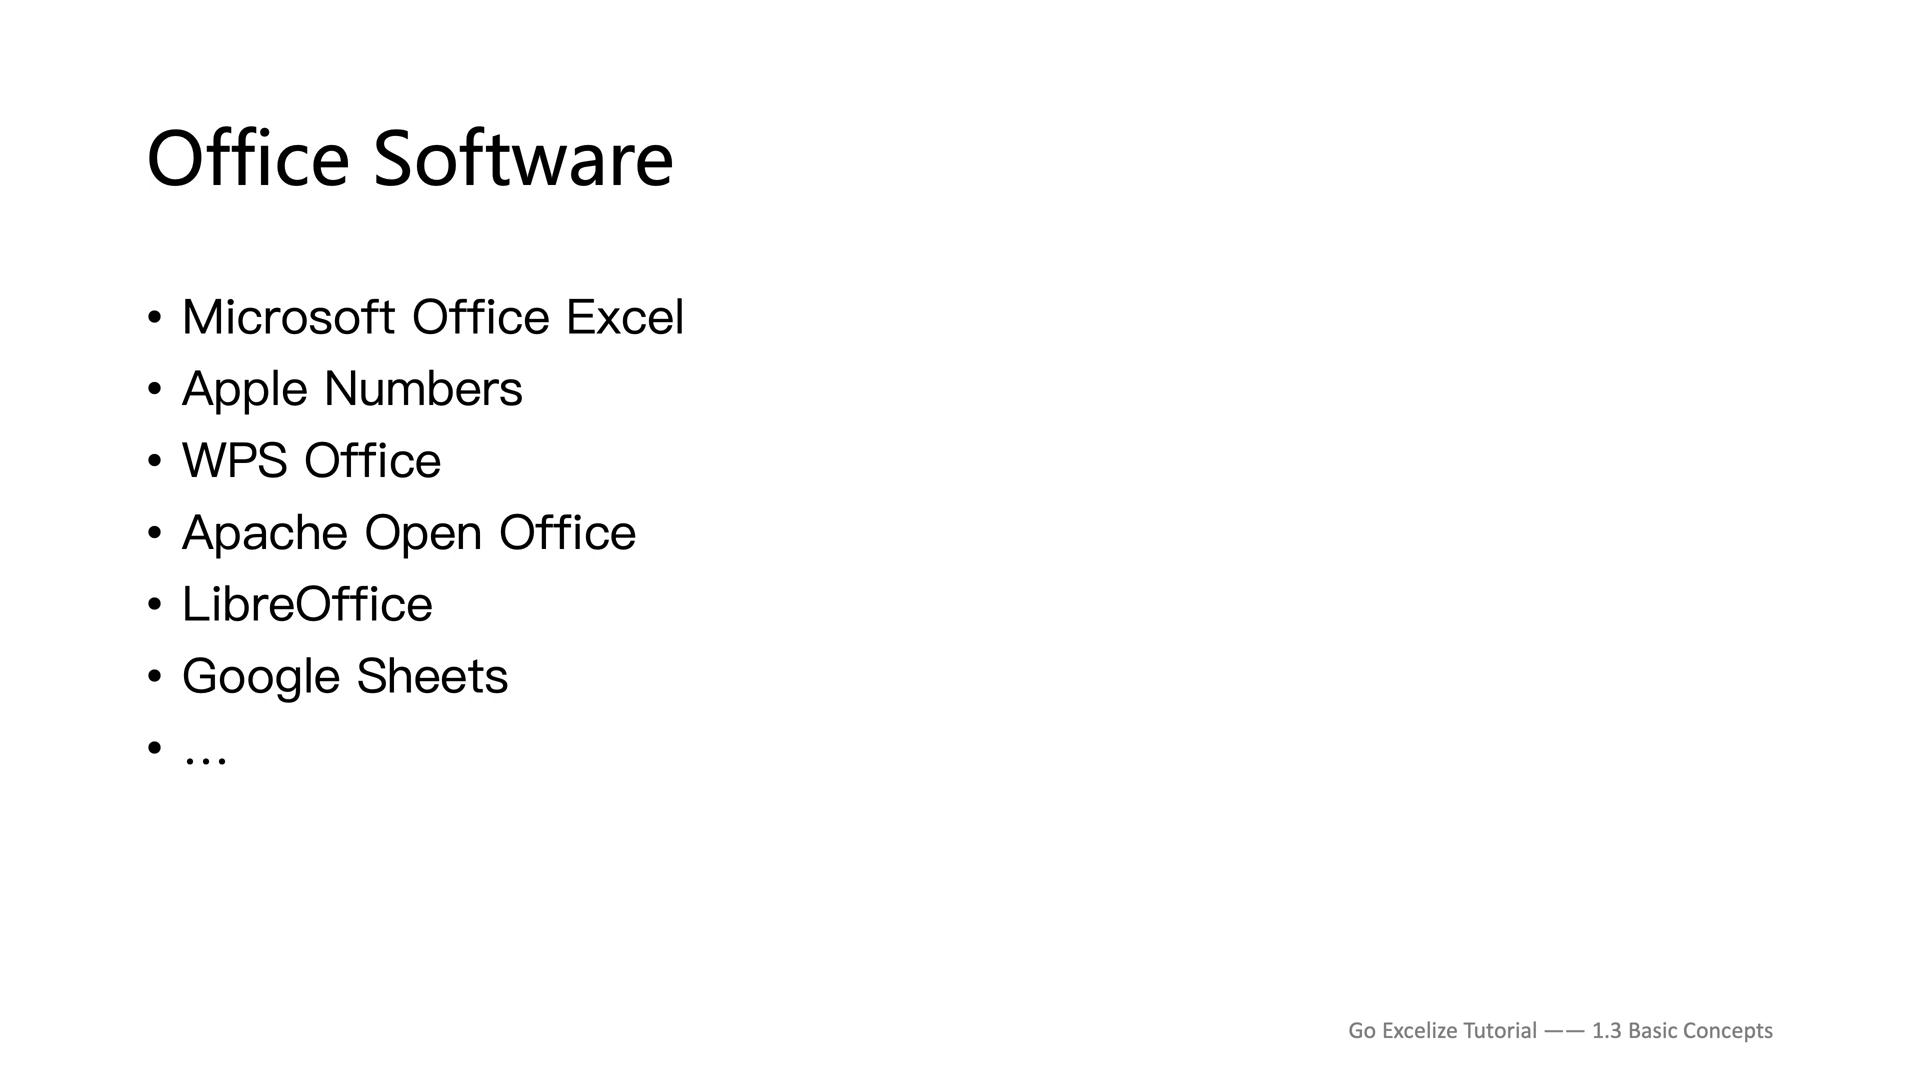 Office Software
• Microsoft Office Excel
• Apple Numbers
• WPS Office
• Apache Open Office
• LibreOffice
• Google Sheets
• …
Go Excelize Tutorial —— 1.3 Basic Concepts